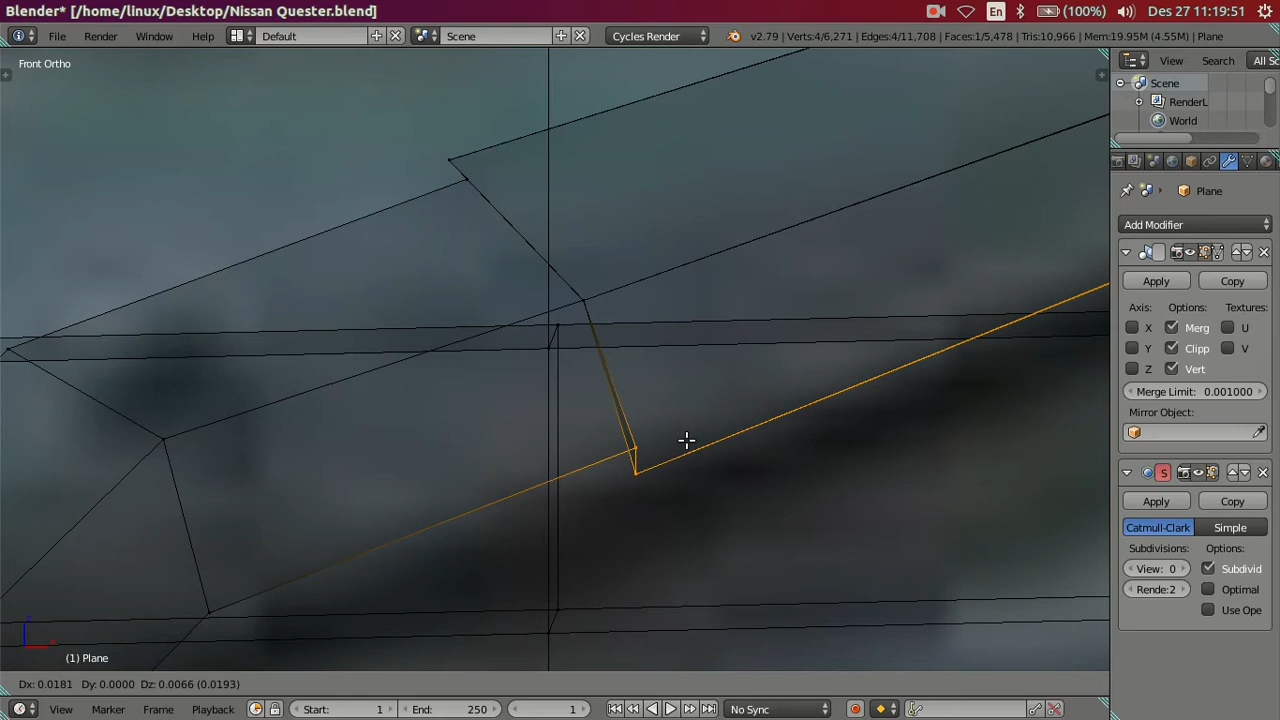 Blender* [/home/linux/Desktop/Nissan Quester.blend] En (100%) Des 27 11:19:51
File Render Window Help Default Scene Cycles Render v2.79 | Verts:4/6,271 | Edges:4/11,708 | Faces:1/5,478 | Tris:10,966 | Mem:19.95M (4.55M) | Plane
View Search All Sc
Front Ortho
Scene
RenderL
World
Plane
Add Modifier
Apply Copy
Axis: Options: Textures:
X Merg U
Y Clipp V
Z Vert
Merge Limit: 0.001000
Mirror Object:
S
Apply Copy
Catmull-Clark Simple
Subdivisions: Options:
View: 0 Subdivid
Rende:2 Optimal
Use Ope
z
x
(1) Plane
Dx: 0.0181 Dy: 0.0000 Dz: 0.0066 (0.0193)
View Marker Frame Playback Start: 1 End: 250 1 No Sync